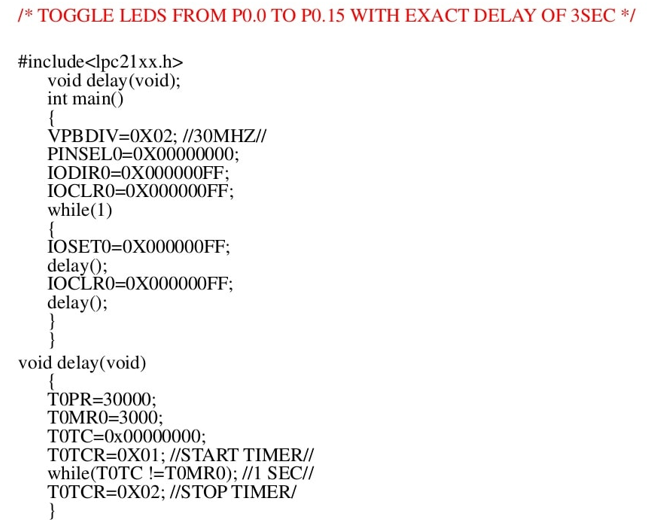 /* TOGGLE LEDS FROM P0.0 TO P0.15 WITH EXACT DELAY OF 3SEC */
#include<lpc21xx.h>
void delay(void);
int main()
{
VPBDIV=0X02; //30MHZ//
PINSEL0=0X00000000;
IODIR0=0X000000FF;
IOCLR0=0X000000FF;
while(1)
{
IOSET0=0X000000FF;
delay();
IOCLR0=0X000000FF;
delay();
}
}
void delay(void)
{
T0PR=30000;
T0MR0=3000;
T0TC=0x00000000;
T0TCR=0X01; //START TIMER//
while(T0TC !=T0MR0); //1 SEC//
T0TCR=0X02; //STOP TIMER/
}